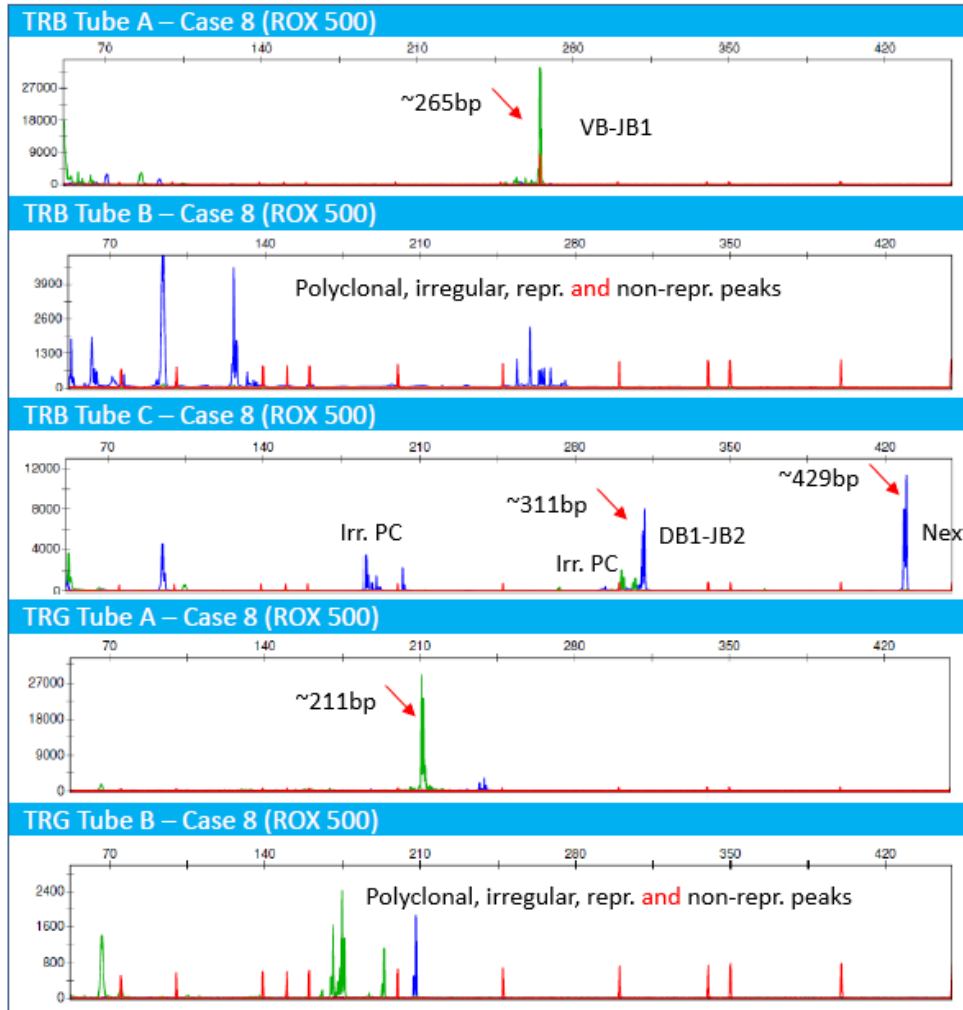 TRB Tube A – Case 8 (ROX 500)
70 140 210 280 350 420
27000
18000
9000
0
~265bp
VB-JB1
TRB Tube B – Case 8 (ROX 500)
70 140 210 280 350 420
3900
2600
1300
0
Polyclonal, irregular, repr. and non-repr. peaks
TRB Tube C – Case 8 (ROX 500)
70 140 210 280 350 420
12000
8000
4000
0
Irr. PC
~311bp
Irr. PC
DB1-JB2
~429bp
Nex
TRG Tube A – Case 8 (ROX 500)
70 140 210 280 350 420
27000
18000
9000
0
~211bp
TRG Tube B – Case 8 (ROX 500)
70 140 210 280 350 420
2400
1600
800
0
Polyclonal, irregular, repr. and non-repr. peaks